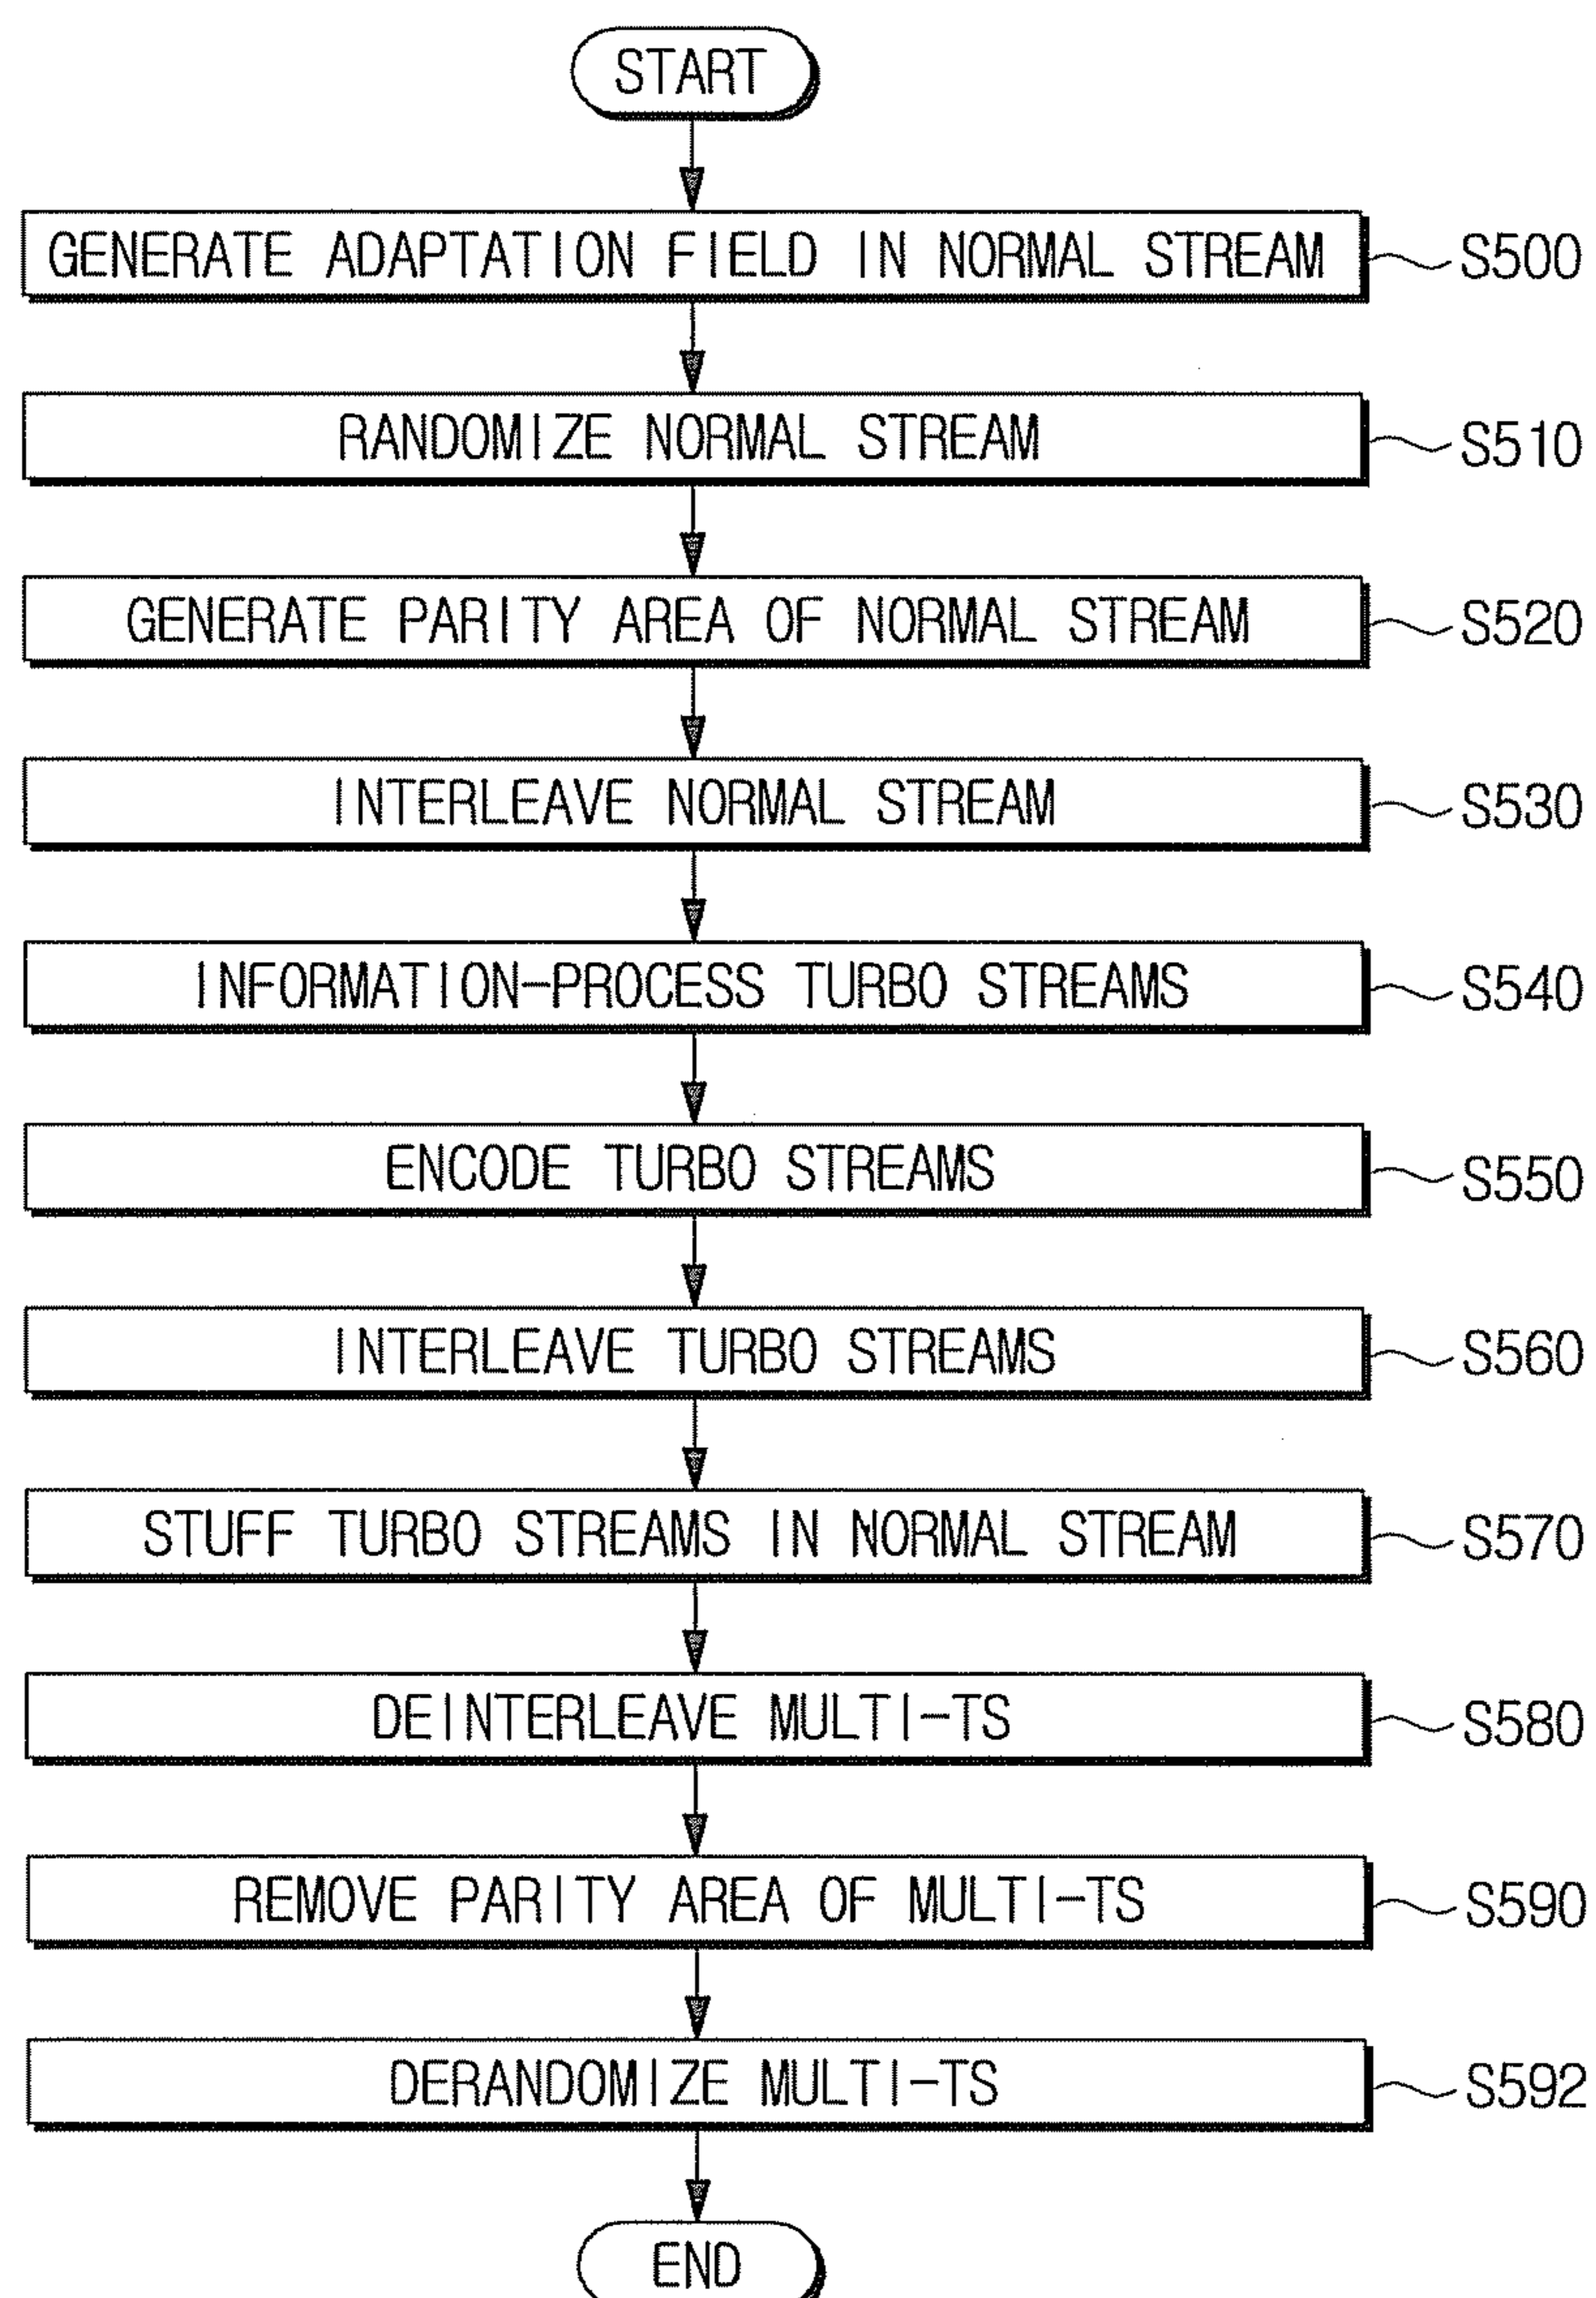 START
GENERATE ADAPTATION FIELD IN NORMAL STREAM S500
RANDOMIZE NORMAL STREAM S510
GENERATE PARITY AREA OF NORMAL STREAM S520
INTERLEAVE NORMAL STREAM S530
INFORMATION-PROCESS TURBO STREAMS S540
ENCODE TURBO STREAMS S550
INTERLEAVE TURBO STREAMS S560
STUFF TURBO STREAMS IN NORMAL STREAM S570
DEINTERLEAVE MULTI-TS S580
REMOVE PARITY AREA OF MULTI-TS S590
DERANDOMIZE MULTI-TS S592
END